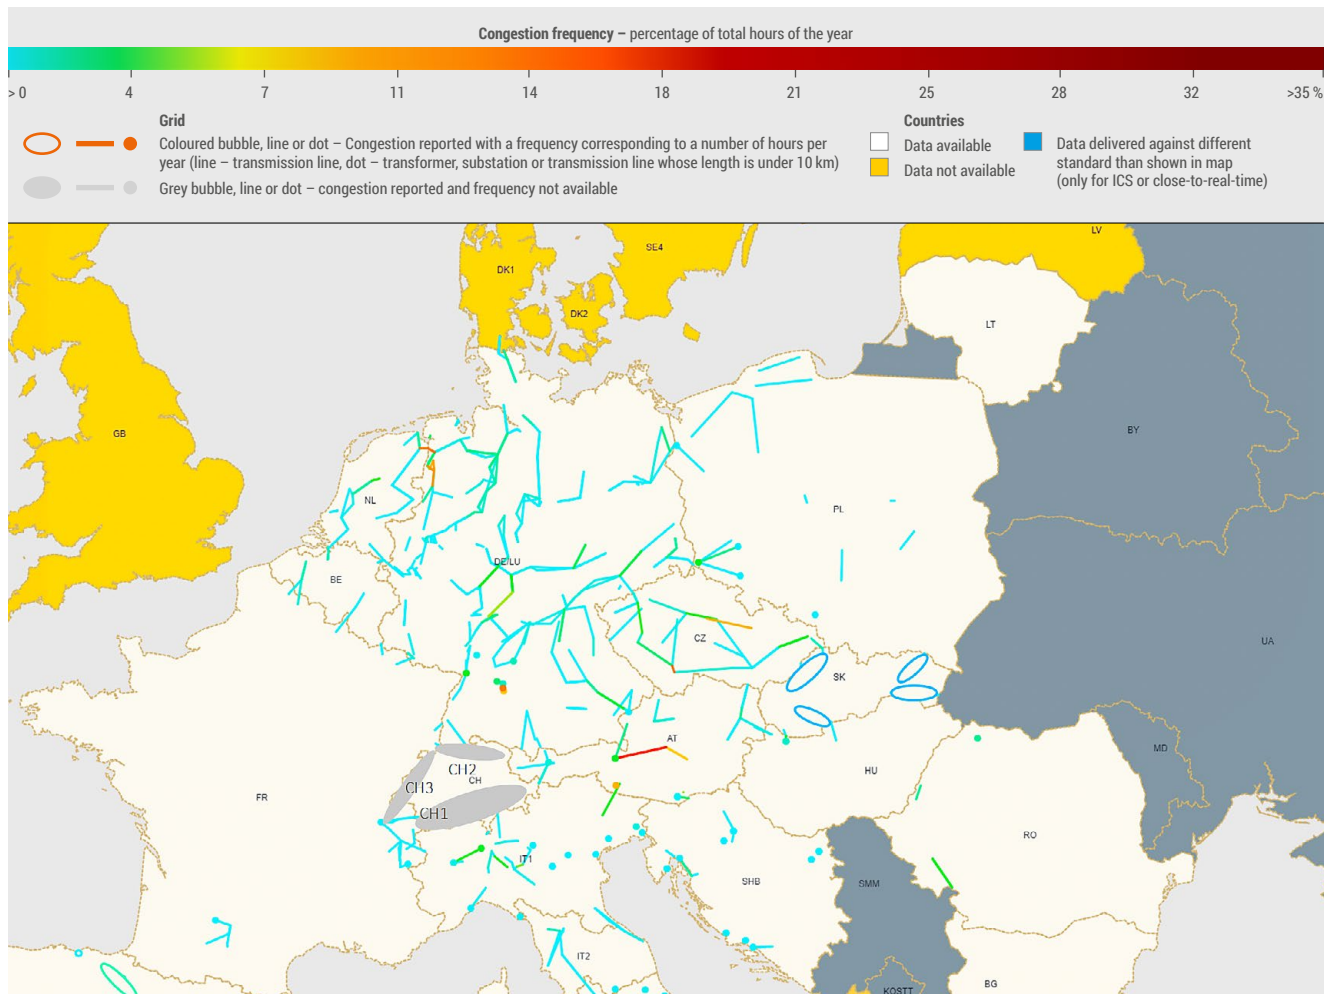 Congestion frequency – percentage of total hours of the year
> 0 4 7 11 14 18 21 25 28 32 >35 %
Grid
Coloured bubble, line or dot – Congestion reported with a frequency corresponding to a number of hours per
year (line – transmission line, dot – transformer, substation or transmission line whose length is under 10 km)
Grey bubble, line or dot – congestion reported and frequency not available
Countries
Data available
Data not available
Data delivered against different
standard than shown in map
(only for ICS or close-to-real-time)
LV
SE4
DK1
DK2
LT
GB
BY
NL
PL
DE/LU
BE
CZ
UA
SK
AT
MD
CH2
HU
CH
CH3
FR
CH1
RO
IT1
SHB
SMM
IT2
BG
KOSTT